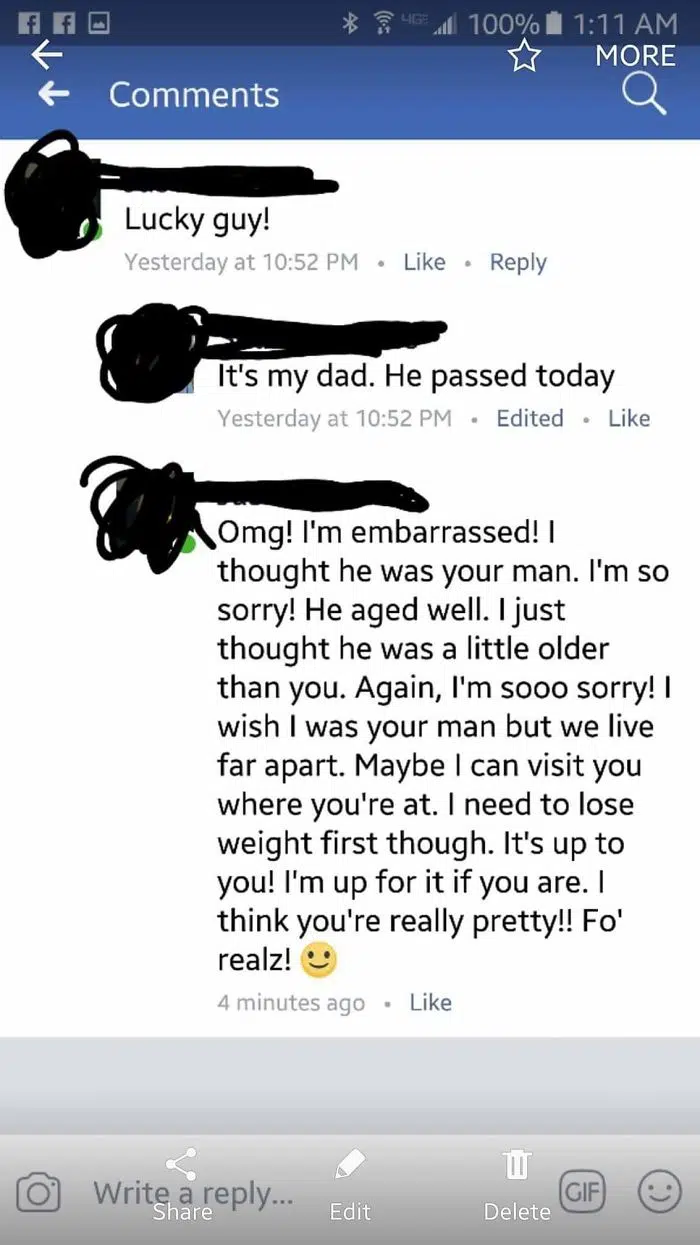 100% 1:11 AM
MORE
Comments
Lucky guy!
Yesterday at 10:52 PM • Like • Reply
It's my dad. He passed today
Yesterday at 10:52 PM • Edited • Like
Omg! I'm embarrassed! I
thought he was your man. I'm so
sorry! He aged well. I just
thought he was a little older
than you. Again, I'm sooo sorry! I
wish I was your man but we live
far apart. Maybe I can visit you
where you're at. I need to lose
weight first though. It's up to
you! I'm up for it if you are. I
think you're really pretty!! Fo'
realz! 🙂
4 minutes ago • Like
Write a reply...
GIF
Share Edit Delete